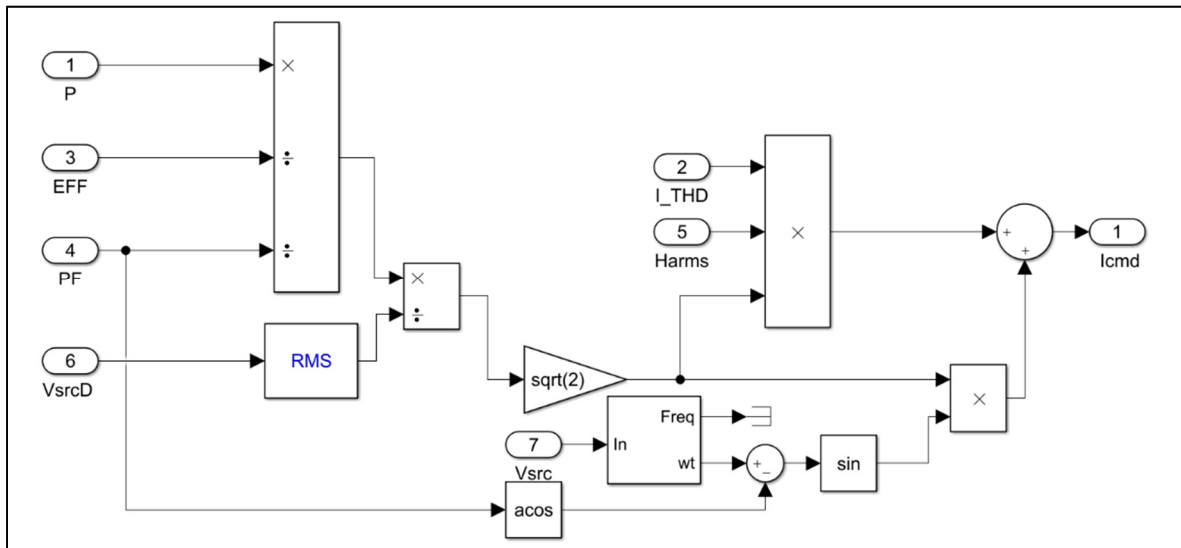 1
P
×
3
EFF
÷
4
PF
÷
6
VsrcD
RMS
×
÷
sqrt(2)
2
I_THD
5
Harms
×
+
+
1
Icmd
7
Vsrc
In
Freq
wt
+
−
sin
×
acos